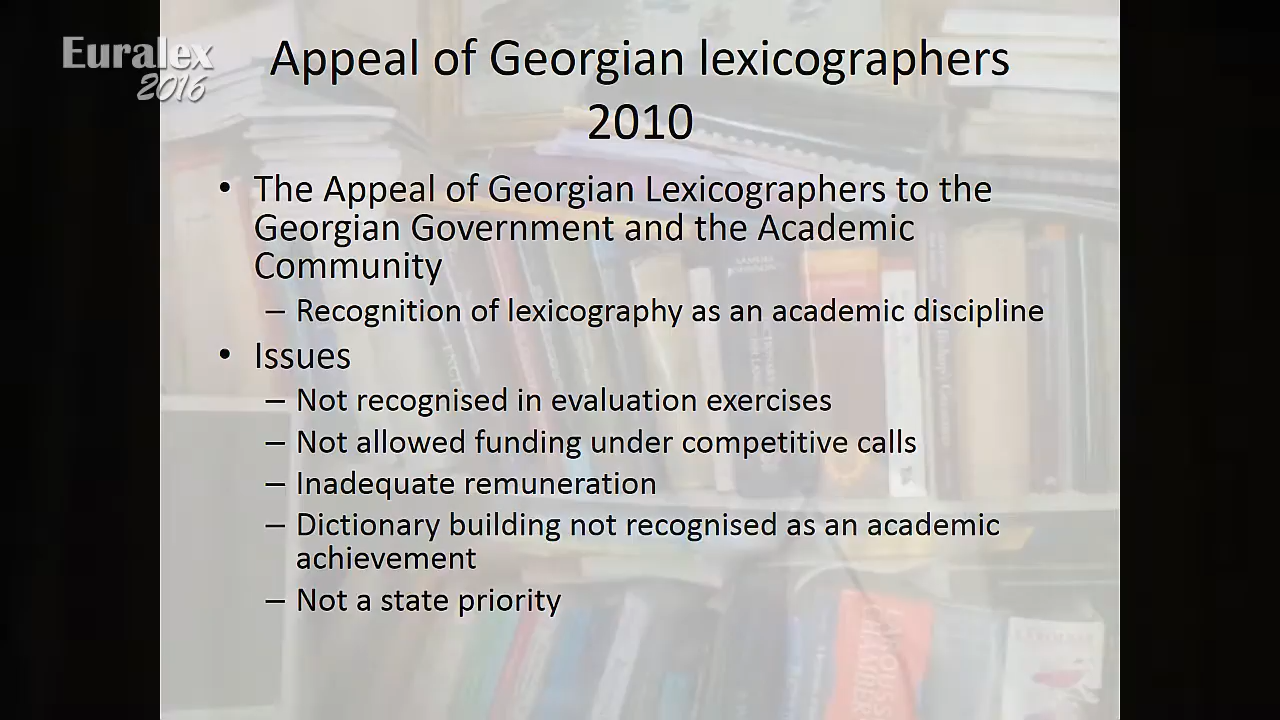 Euralex
2016
Appeal of Georgian lexicographers
2010
• The Appeal of Georgian Lexicographers to the
Georgian Government and the Academic
Community
– Recognition of lexicography as an academic discipline
• Issues
– Not recognised in evaluation exercises
– Not allowed funding under competitive calls
– Inadequate remuneration
– Dictionary building not recognised as an academic
achievement
– Not a state priority